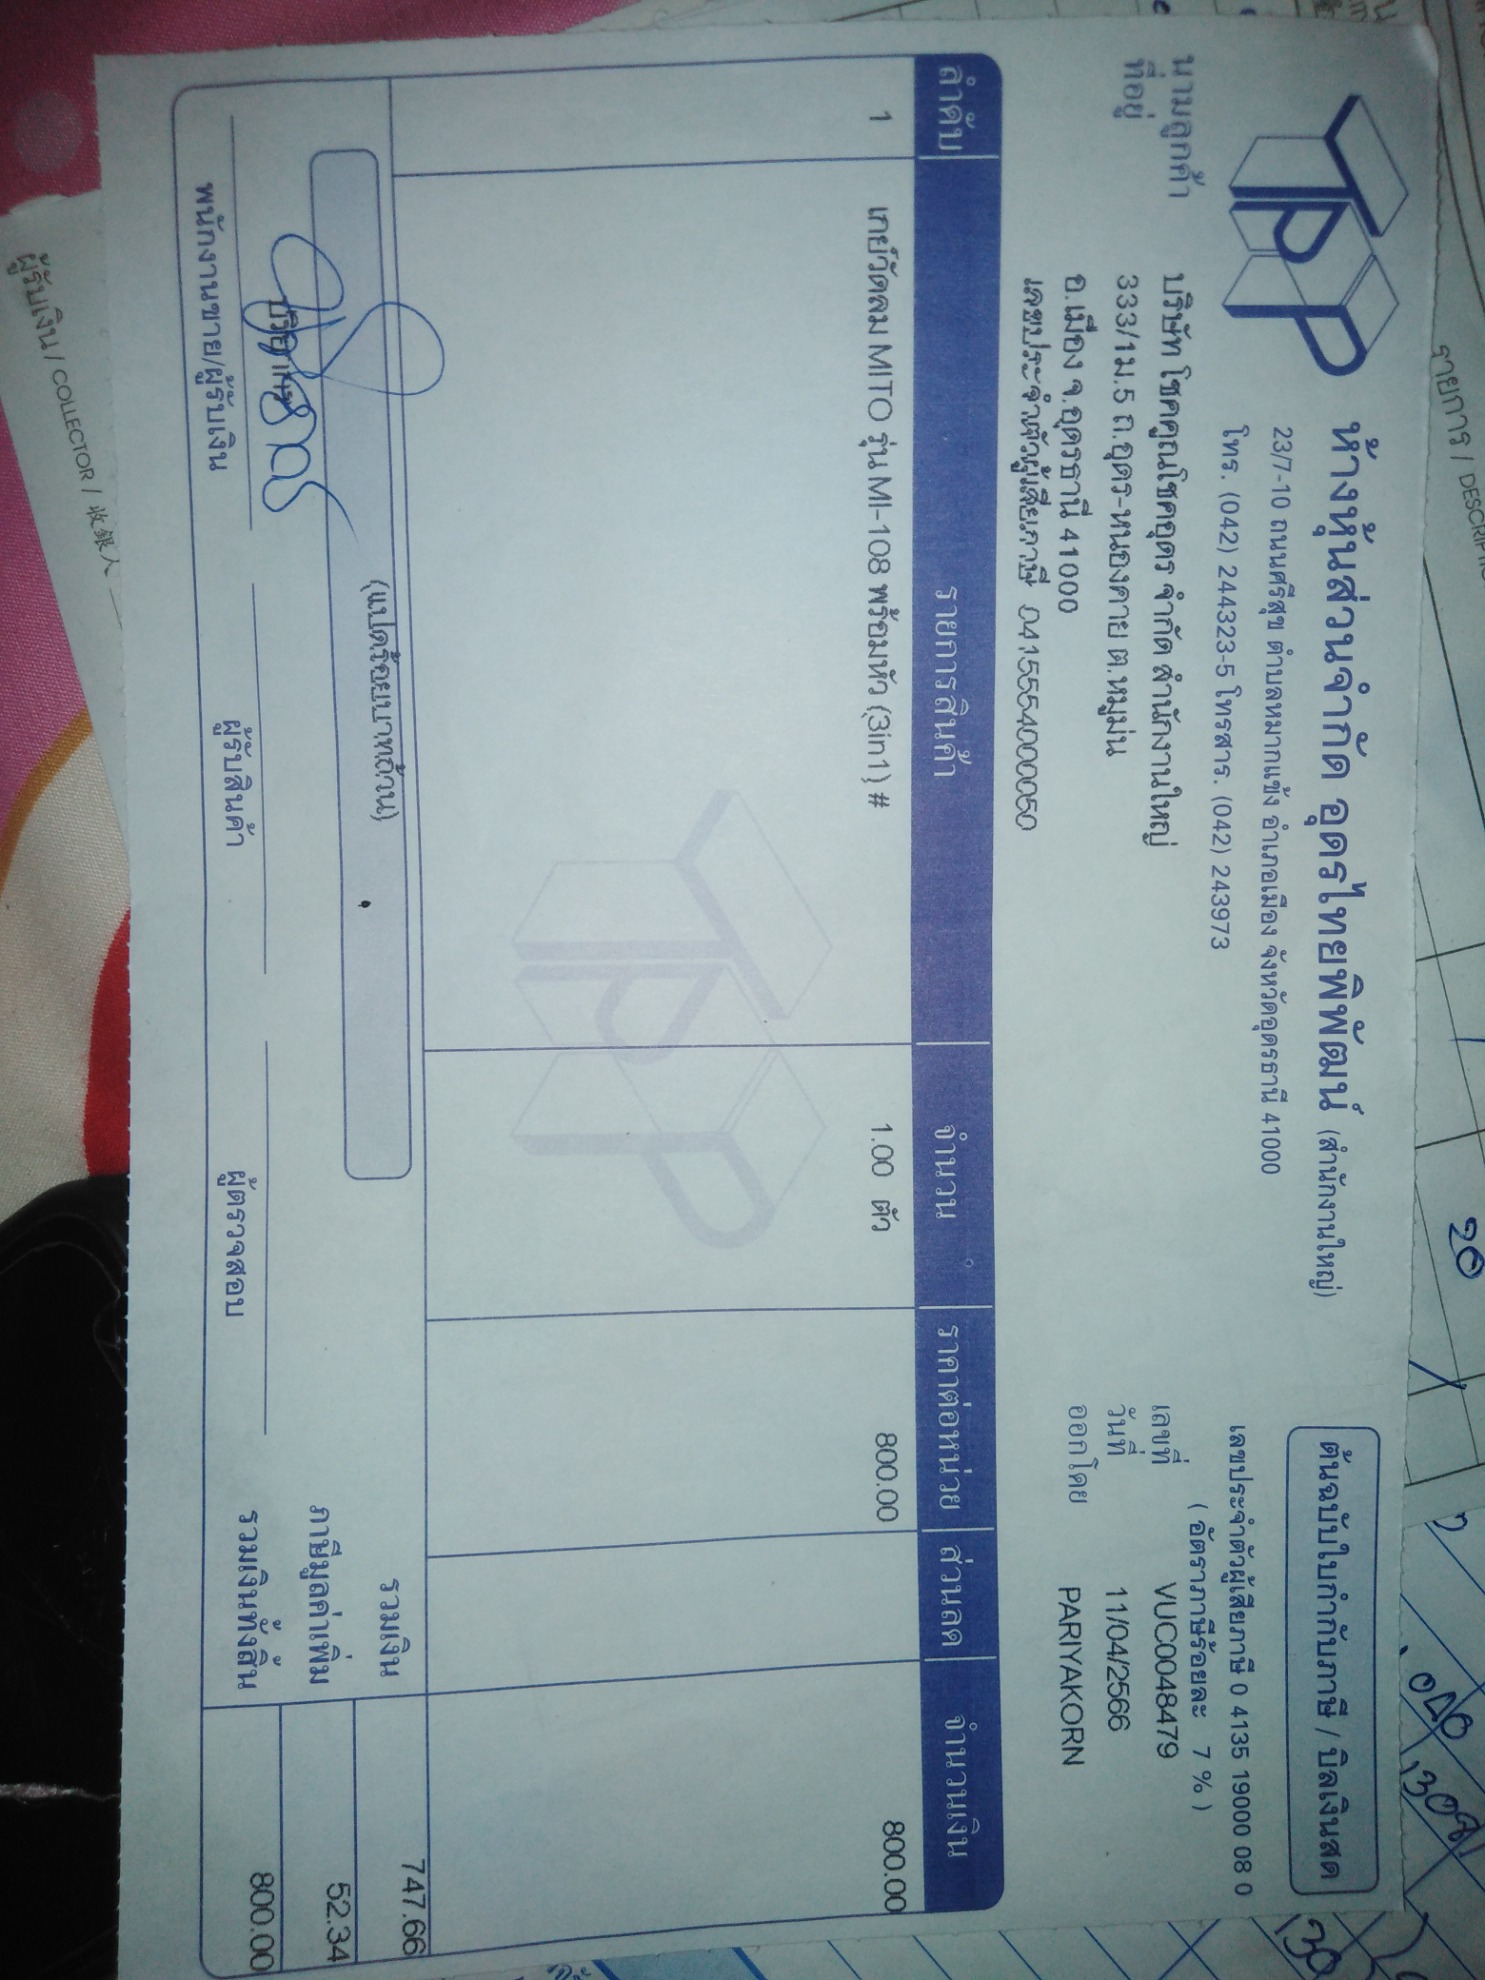 TPP
ห้างหุ้นส่วนจำกัด อุดรไทยพิพัฒน์ (สำนักงานใหญ่)
23/7-10 ถนนศรีสุข ตำบลหมากแข้ง อำเภอเมือง จังหวัดอุดรธานี 41000
โทร. (042) 244323-5 โทรสาร. (042) 243973
ต้นฉบับใบกำกับภาษี / บิลเงินสด
เลขประจำตัวผู้เสียภาษี 0 4135 19000 08 0
( อัตราภาษีร้อยละ 7 % )
นามลูกค้า บริษัท โชคคูณโชคอุดร จำกัด สำนักงานใหญ่
ที่อยู่ 333/1 ม.5 ถ.อุดร-หนองคาย ต.หมูม่น
อ.เมือง จ.อุดรธานี 41000
เลขประจำตัวผู้เสียภาษี 0415554000050
เลขที่ VUC0048479
วันที่ 11/04/2566
ออกโดย PARIYAKORN
ลำดับ รายการสินค้า จำนวน ราคาต่อหน่วย ส่วนลด จำนวนเงิน
1 เกย์วัดลม MITO รุ่น MI-108 พร้อมหัว (3in1) # 1.00 ตัว 800.00 800.00
(แปดร้อยบาทถ้วน)
รวมเงิน 747.66
ภาษีมูลค่าเพิ่ม 52.34
รวมเงินทั้งสิ้น 800.00
พนักงานขาย/ผู้รับเงิน ผู้รับสินค้า ผู้ตรวจสอบ
ผู้รับเงิน / COLLECTOR / 收銀人
รายการ /
20